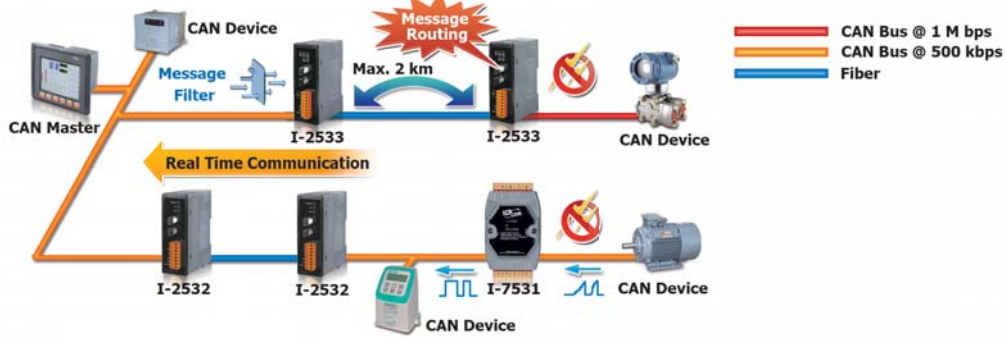 CAN Device
Message
Routing
CAN Bus @ 1 M bps
CAN Bus @ 500 kbps
Fiber
Message
Filter
Max. 2 km
CAN Master
I-2533
I-2533
CAN Device
Real Time Communication
I-2532
I-2532
I-7531
CAN Device
CAN Device